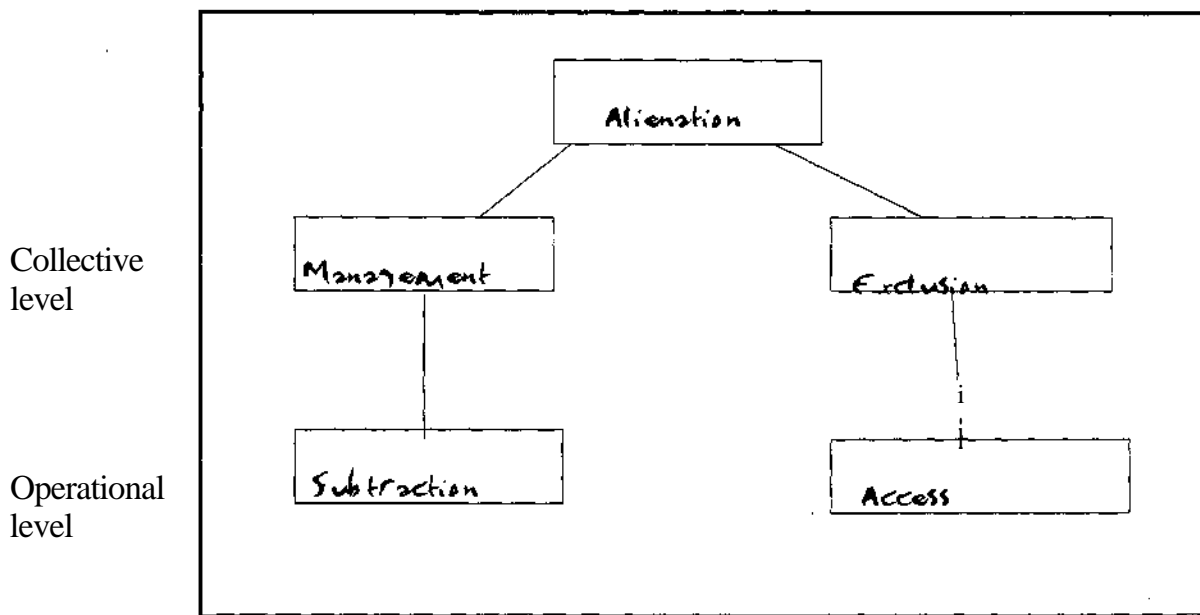 Alienation
Collective
level
Management
Exclusion
Operational
level
Subtraction
Access